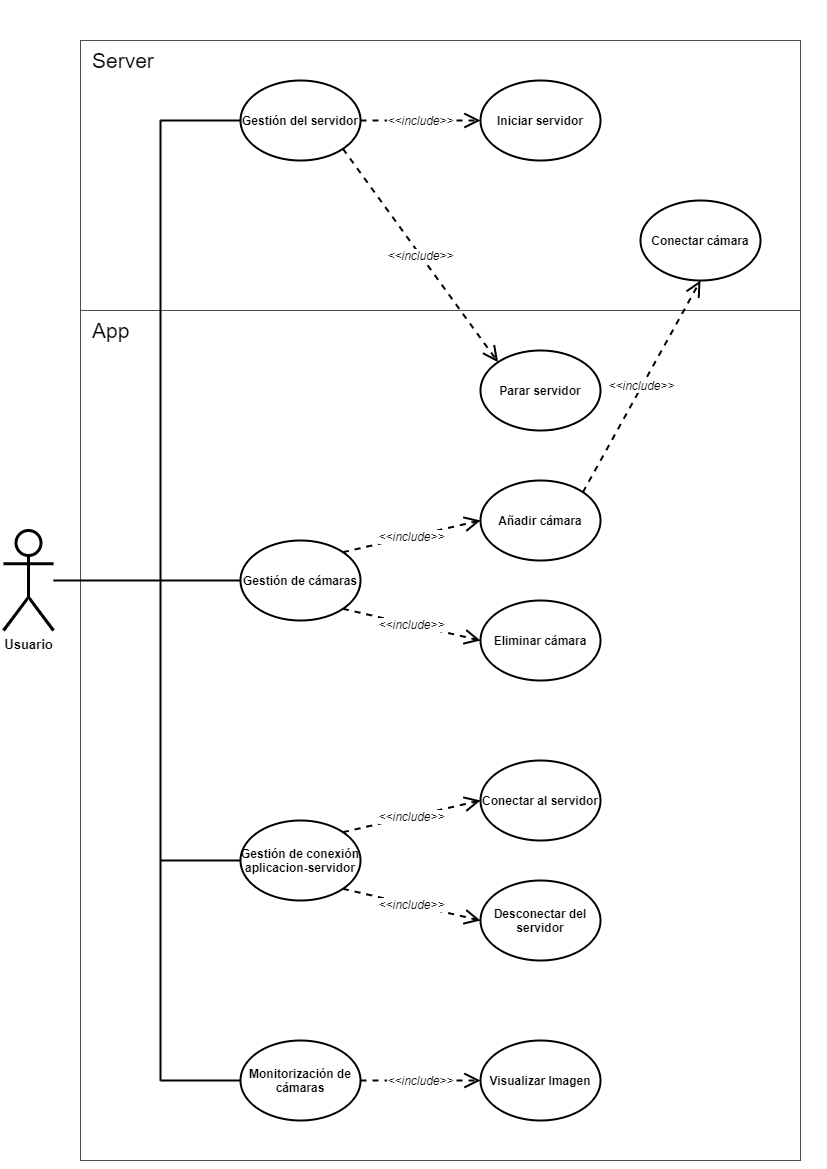 Server
Gestión del servidor
<<include>>
Iniciar servidor
Conectar cámara
<<include>>
App
Parar servidor
<<include>>
Añadir cámara
<<include>>
Gestión de cámaras
<<include>>
Eliminar cámara
Usuario
Conectar al servidor
<<include>>
Gestión de conexión
aplicacion-servidor
<<include>>
Desconectar del
servidor
Monitorización de
cámaras
<<include>>
Visualizar Imagen